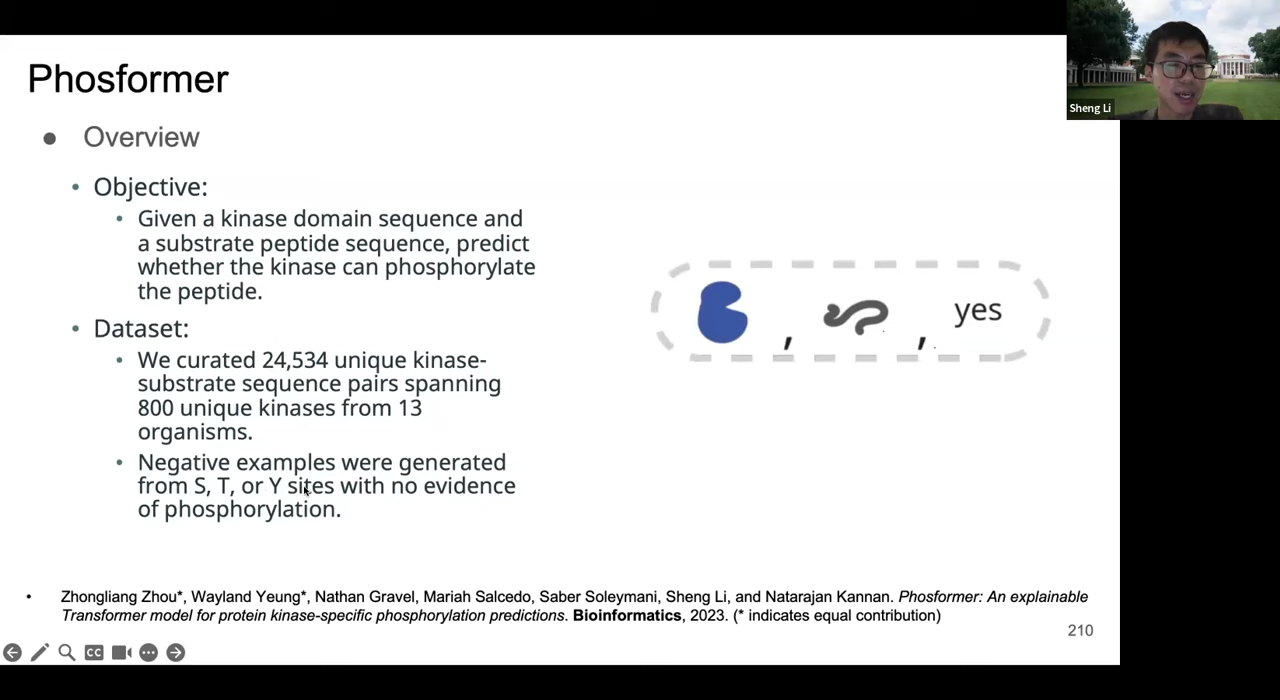 Phosformer
Sheng Li
● Overview
• Objective:
• Given a kinase domain sequence and
a substrate peptide sequence, predict
whether the kinase can phosphorylate
the peptide.
, , yes
• Dataset:
• We curated 24,534 unique kinase-
substrate sequence pairs spanning
800 unique kinases from 13
organisms.
• Negative examples were generated
from S, T, or Y sites with no evidence
of phosphorylation.
• Zhongliang Zhou*, Wayland Yeung*, Nathan Gravel, Mariah Salcedo, Saber Soleymani, Sheng Li, and Natarajan Kannan. Phosformer: An explainable
Transformer model for protein kinase-specific phosphorylation predictions. Bioinformatics, 2023. (* indicates equal contribution)
210
CC